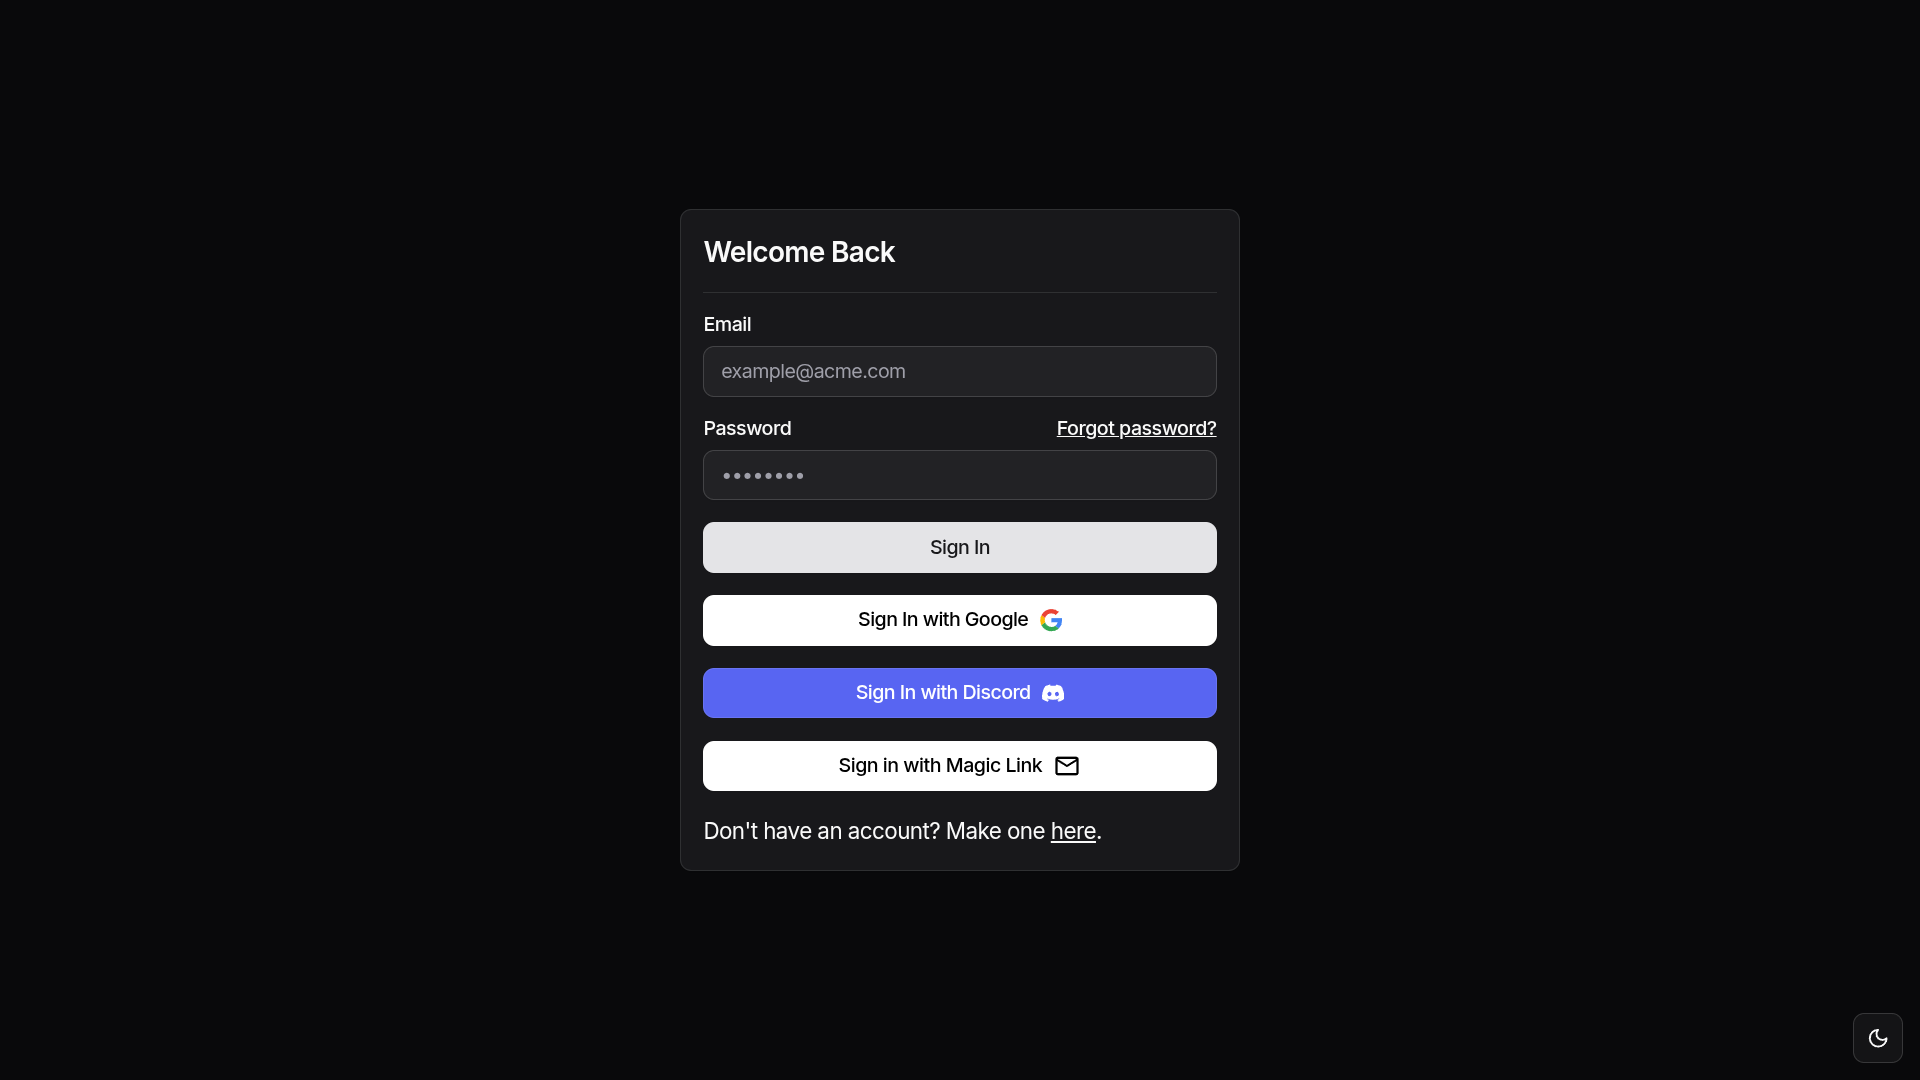 Welcome Back
Email
example@acme.com
Password Forgot password?
••••••••
Sign In
Sign In with Google
Sign In with Discord
Sign in with Magic Link
Don't have an account? Make one here.